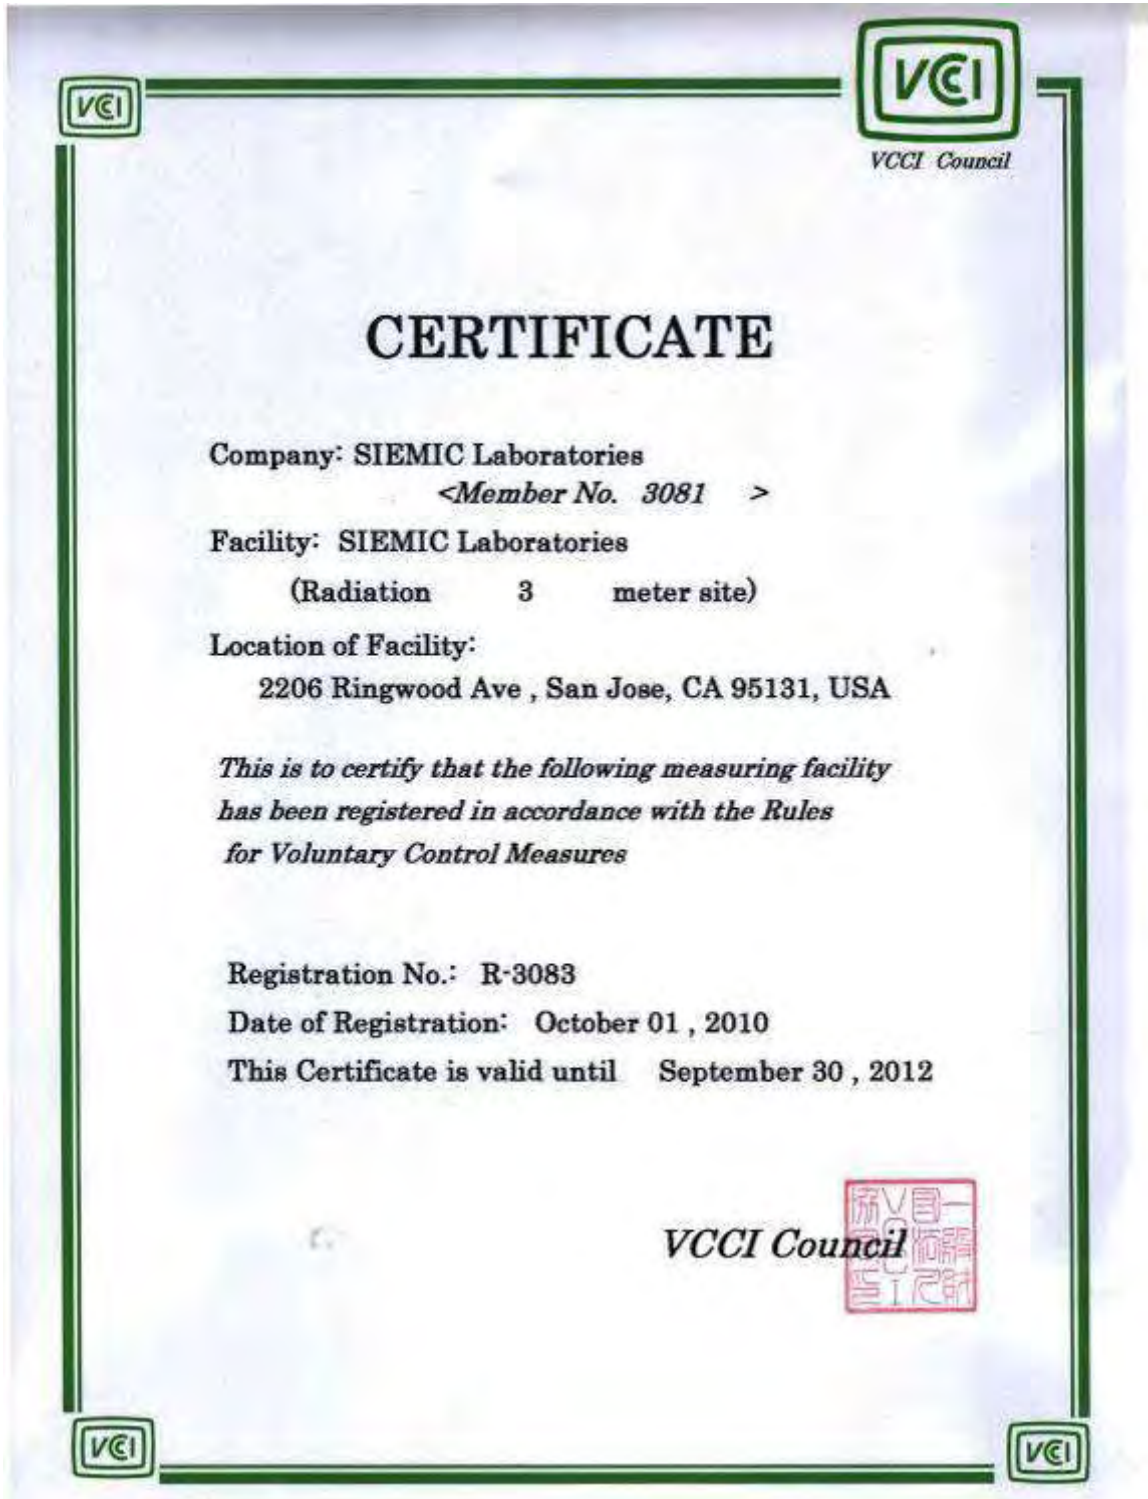 VCCI
VCCI
VCCI Council
CERTIFICATE
Company: SIEMIC Laboratories
<Member No. 3081 >
Facility: SIEMIC Laboratories
(Radiation 3 meter site)
Location of Facility:
2206 Ringwood Ave , San Jose, CA 95131, USA
This is to certify that the following measuring facility
has been registered in accordance with the Rules
for Voluntary Control Measures
Registration No.: R-3083
Date of Registration: October 01 , 2010
This Certificate is valid until September 30 , 2012
VCCI Council
VCCI
VCCI